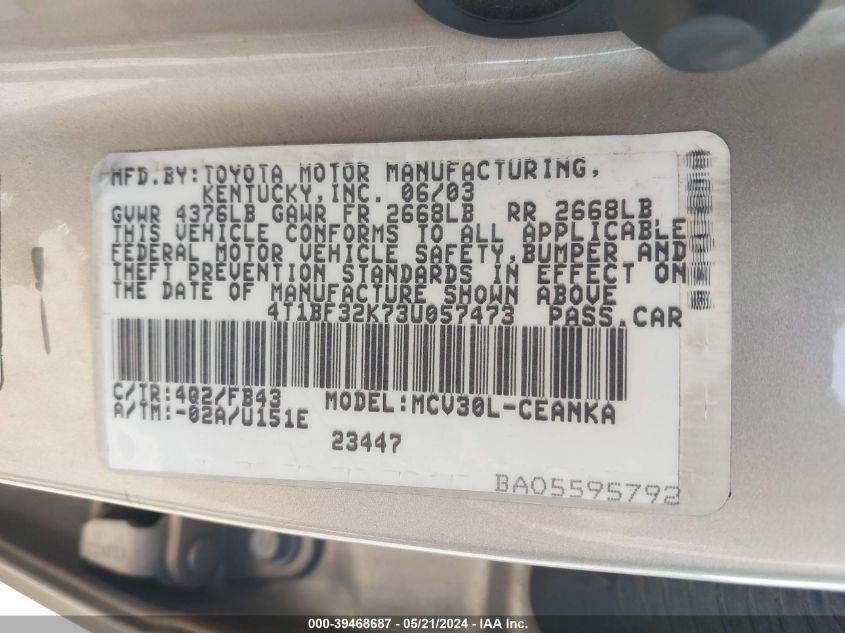 MFD.BY:TOYOTA MOTOR MANUFACTURING,
KENTUCKY,INC. 06/03
GVWR 4376LB GAWR FR 2668LB RR 2668LB
THIS VEHICLE CONFORMS TO ALL APPLICABLE
FEDERAL MOTOR VEHICLE SAFETY,BUMPER AND
THEFT PREVENTION STANDARDS IN EFFECT ON
THE DATE OF MANUFACTURE SHOWN ABOVE
4T1BF32K73U057473 PASS.CAR
C/TR:4Q2/FB43 MODEL:MCV30L-CEANKA
A/TM:-02A/U151E
23447
BA05595792
000-39468687 - 05/21/2024 - IAA Inc.